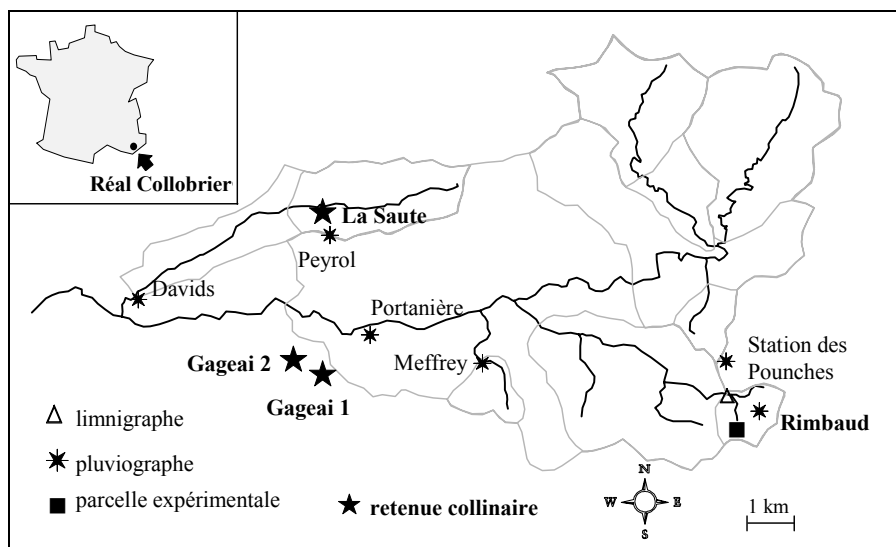 Réal Collobrier
La Saute
Peyrol
Davids
Portanière
Gageai 2
Meffrey
Station des
Pounches
Gageai 1
Rimbaud
limnigraphe
pluviographe
parcelle expérimentale
retenue collinaire
N
W E
S
1 km